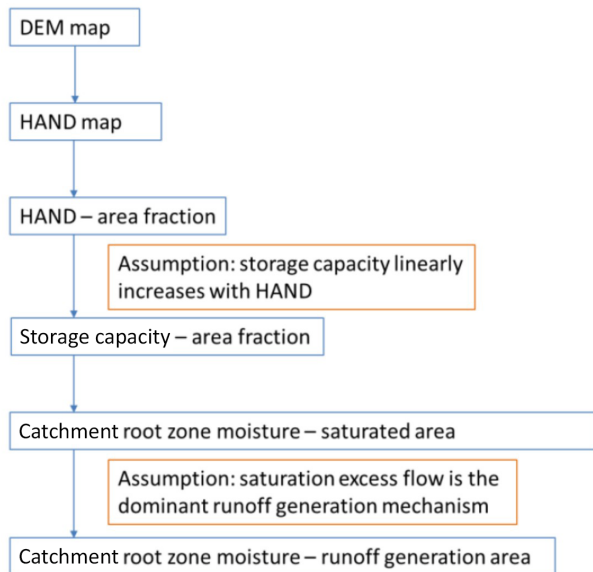 DEM map
HAND map
HAND – area fraction
Assumption: storage capacity linearly
increases with HAND
Storage capacity – area fraction
Catchment root zone moisture – saturated area
Assumption: saturation excess flow is the
dominant runoff generation mechanism
Catchment root zone moisture – runoff generation area